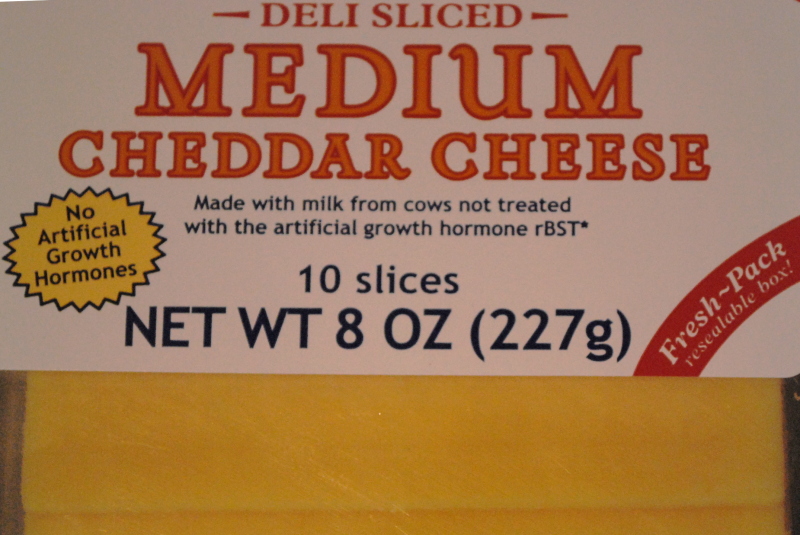 DELI SLICED
MEDIUM
CHEDDAR CHEESE
Made with milk from cows not treated
with the artificial growth hormone rBST*
No
Artificial
Growth
Hormones
10 slices
NET WT 8 OZ (227g)
Fresh~Pack
resealable box!